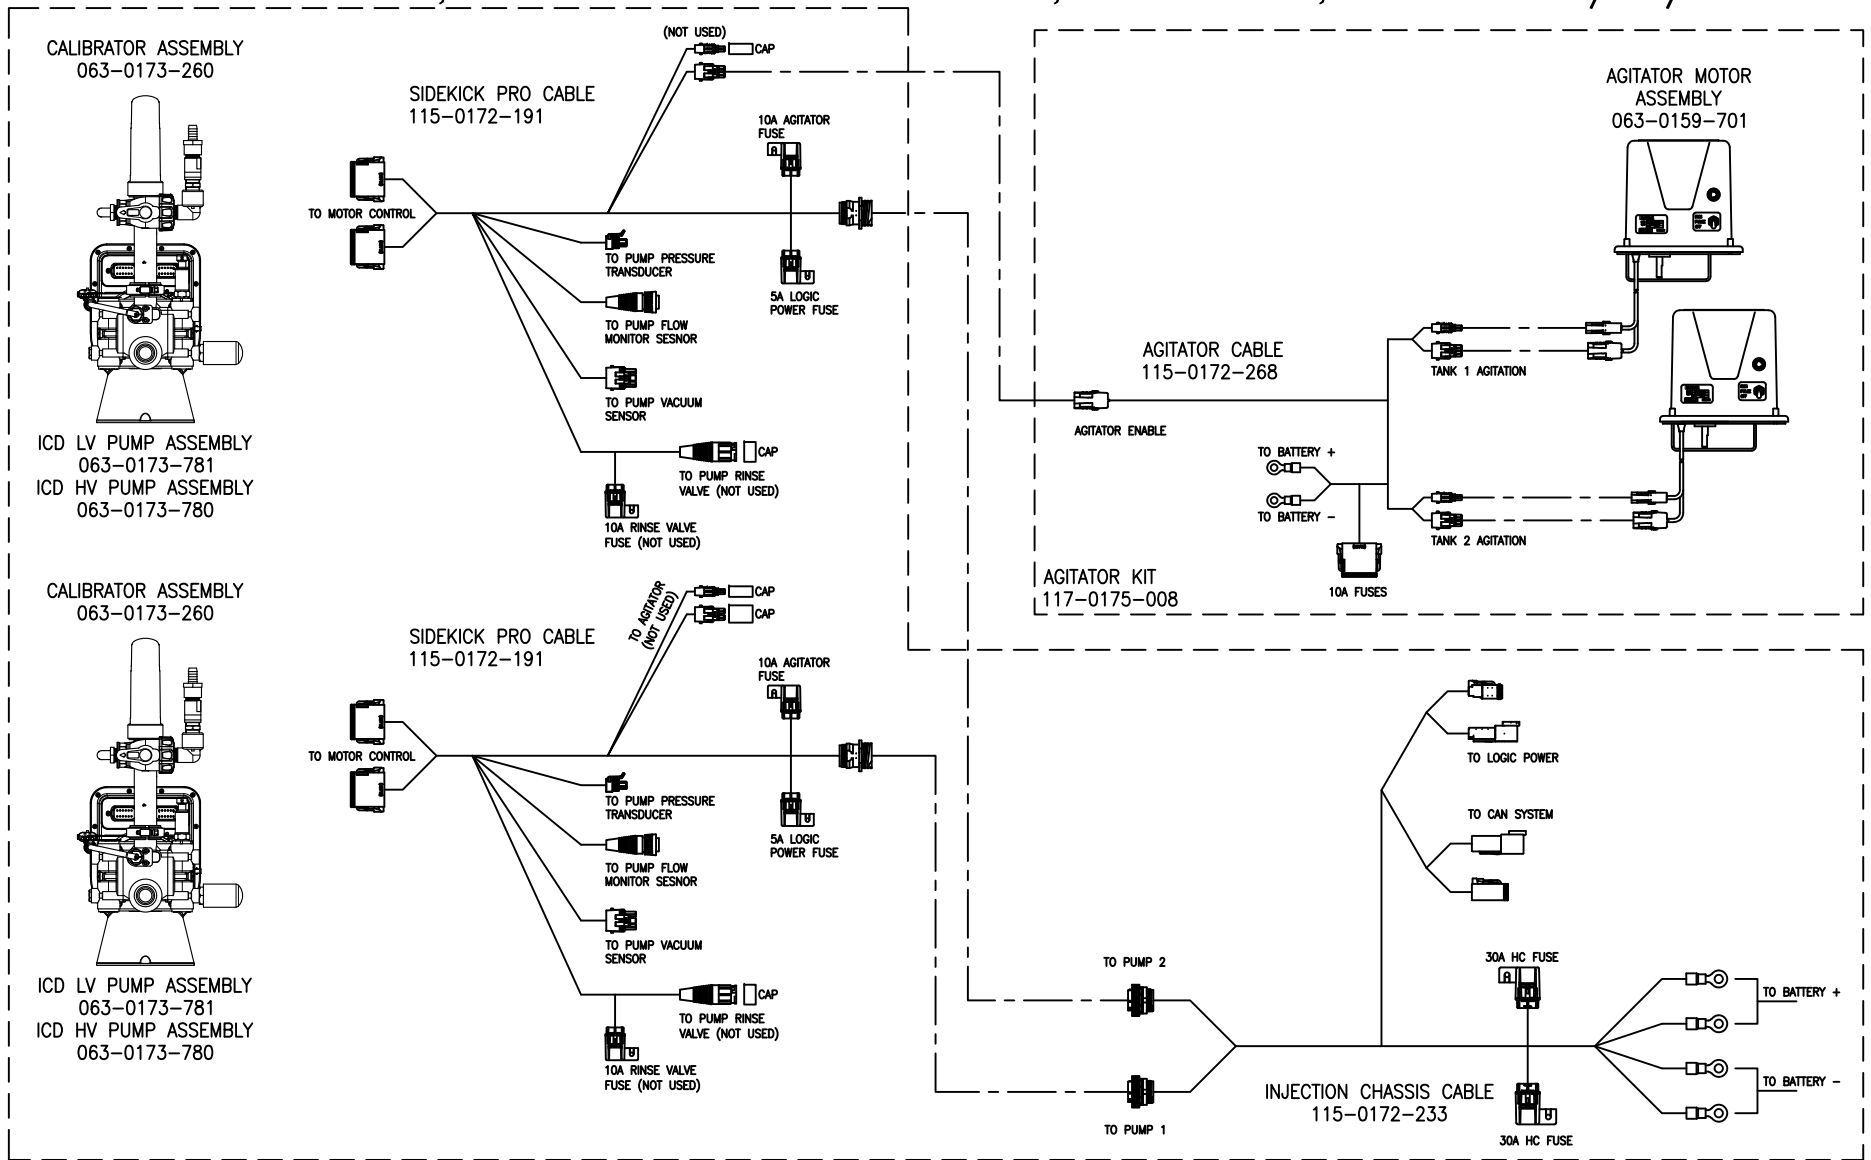 CALIBRATOR ASSEMBLY
063-0173-260
ICD LV PUMP ASSEMBLY
063-0173-781
ICD HV PUMP ASSEMBLY
063-0173-780
SIDEKICK PRO CABLE
115-0172-191
(NOT USED)
CAP
10A AGITATOR
FUSE
TO MOTOR CONTROL
TO PUMP PRESSURE
TRANSDUCER
5A LOGIC
POWER FUSE
TO PUMP FLOW
MONITOR SESNOR
TO PUMP VACUUM
SENSOR
CAP
TO PUMP RINSE
VALVE (NOT USED)
10A RINSE VALVE
FUSE (NOT USED)
AGITATOR MOTOR
ASSEMBLY
063-0159-701
AGITATOR CABLE
115-0172-268
TANK 1 AGITATION
AGITATOR ENABLE
TO BATTERY +
TO BATTERY -
TANK 2 AGITATION
10A FUSES
AGITATOR KIT
117-0175-008
CALIBRATOR ASSEMBLY
063-0173-260
ICD LV PUMP ASSEMBLY
063-0173-781
ICD HV PUMP ASSEMBLY
063-0173-780
SIDEKICK PRO CABLE
115-0172-191
TO AGITATOR
(NOT USED)
CAP
CAP
10A AGITATOR
FUSE
TO MOTOR CONTROL
TO PUMP PRESSURE
TRANSDUCER
5A LOGIC
POWER FUSE
TO PUMP FLOW
MONITOR SESNOR
TO PUMP VACUUM
SENSOR
CAP
TO PUMP RINSE
VALVE (NOT USED)
10A RINSE VALVE
FUSE (NOT USED)
TO LOGIC POWER
TO CAN SYSTEM
TO PUMP 2
30A HC FUSE
TO BATTERY +
TO BATTERY -
INJECTION CHASSIS CABLE
115-0172-233
TO PUMP 1
30A HC FUSE